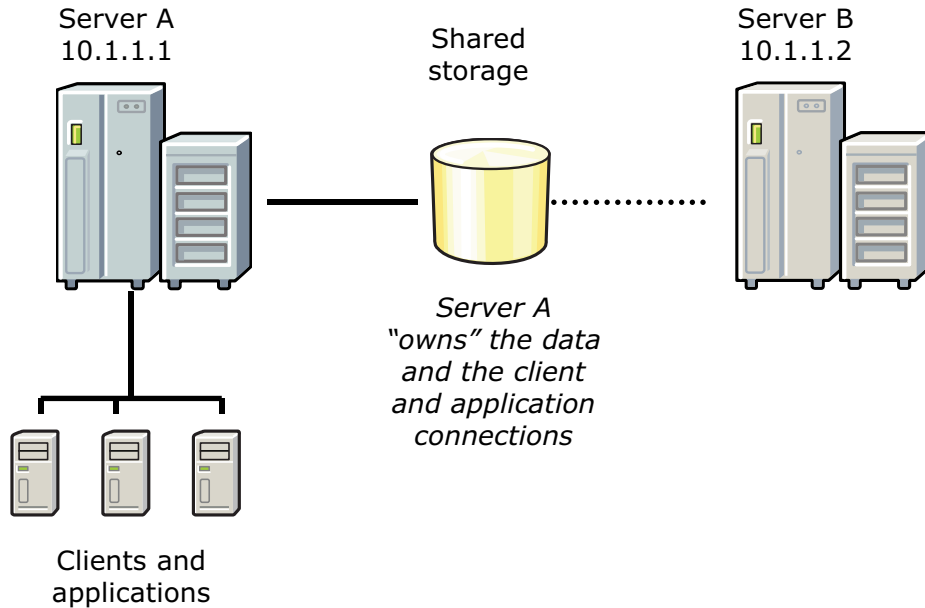 Server A
10.1.1.1
Shared
storage
Server B
10.1.1.2
Server A
“owns” the data
and the client
and application
connections
Clients and
applications